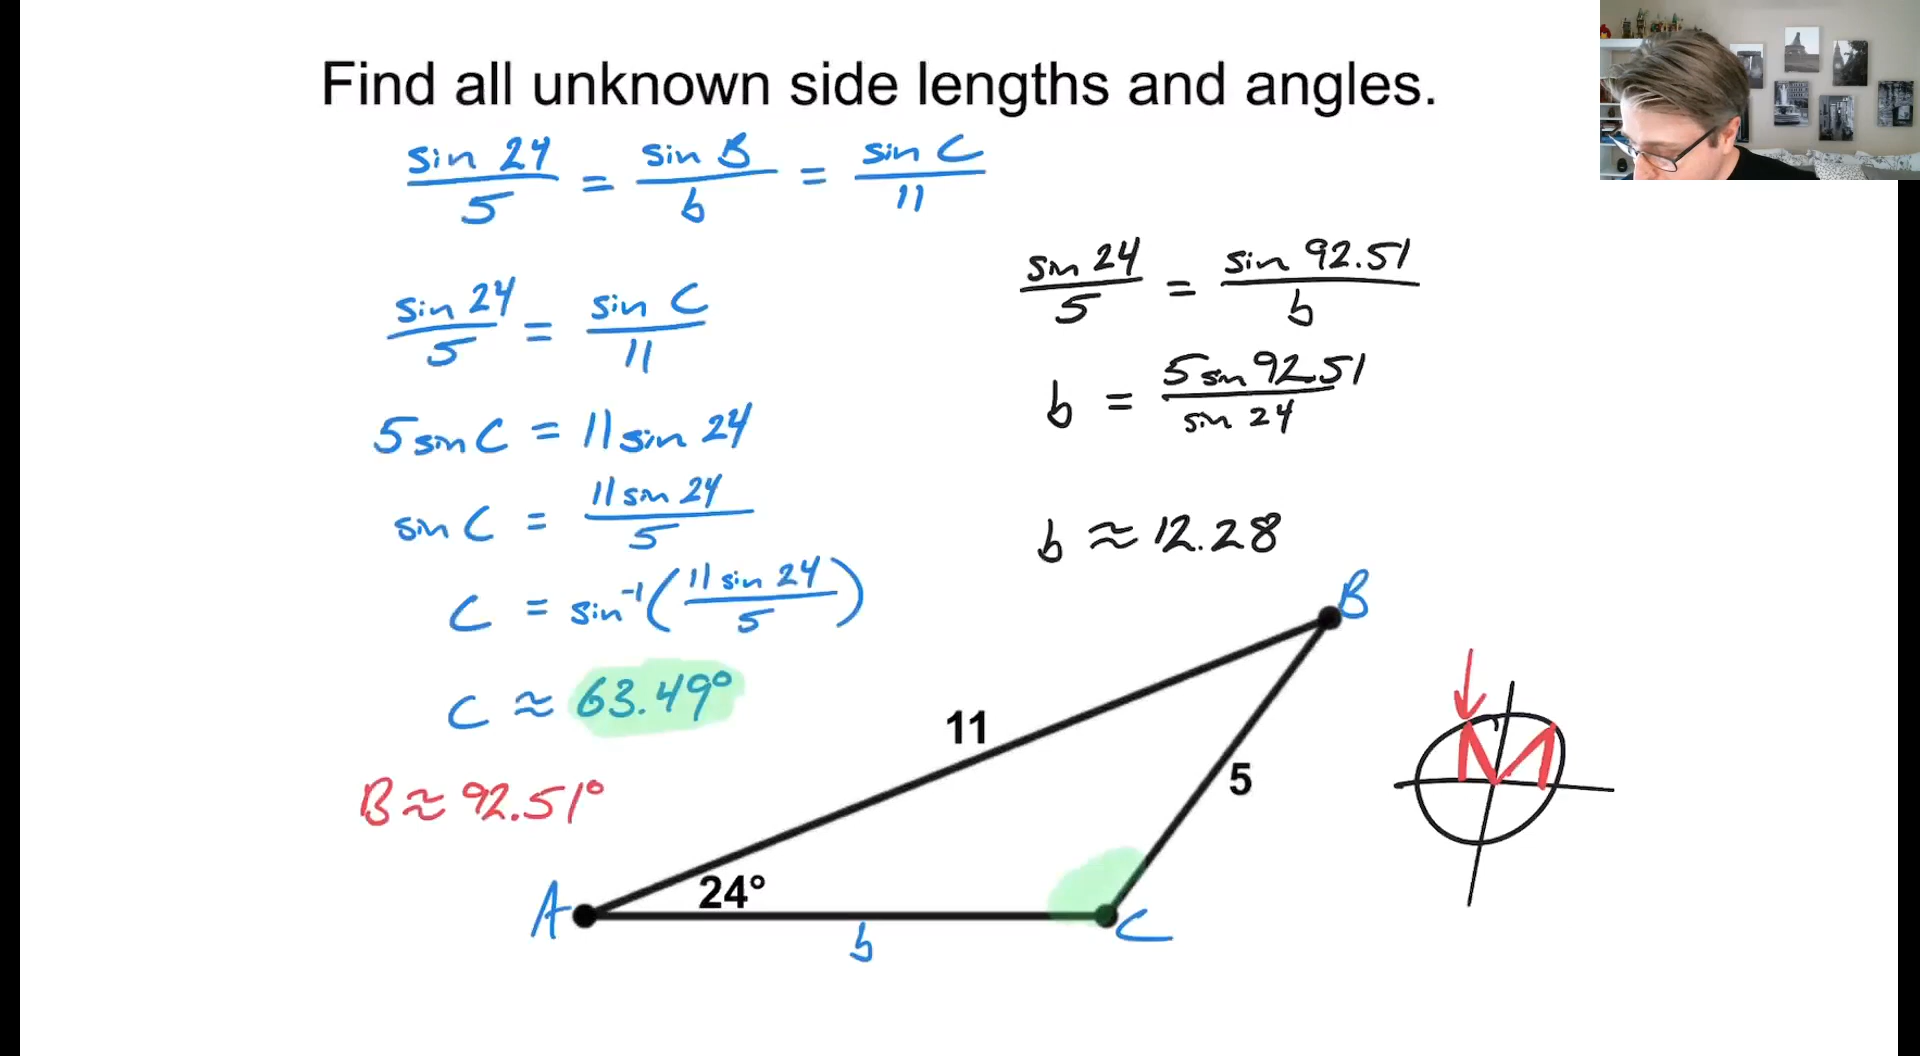 Find all unknown side lengths and angles.
sin 24 / 5 = sin B / b = sin C / 11
sin 24 / 5 = sin C / 11
5 sin C = 11 sin 24
sin C = 11 sin 24 / 5
C = sin⁻¹ ( 11 sin 24 / 5 )
C ≈ 63.49°
B ≈ 92.51°
sin 24 / 5 = sin 92.51 / b
b = 5 sin 92.51 / sin 24
b ≈ 12.28
B
11
5
24°
A
b
C
M